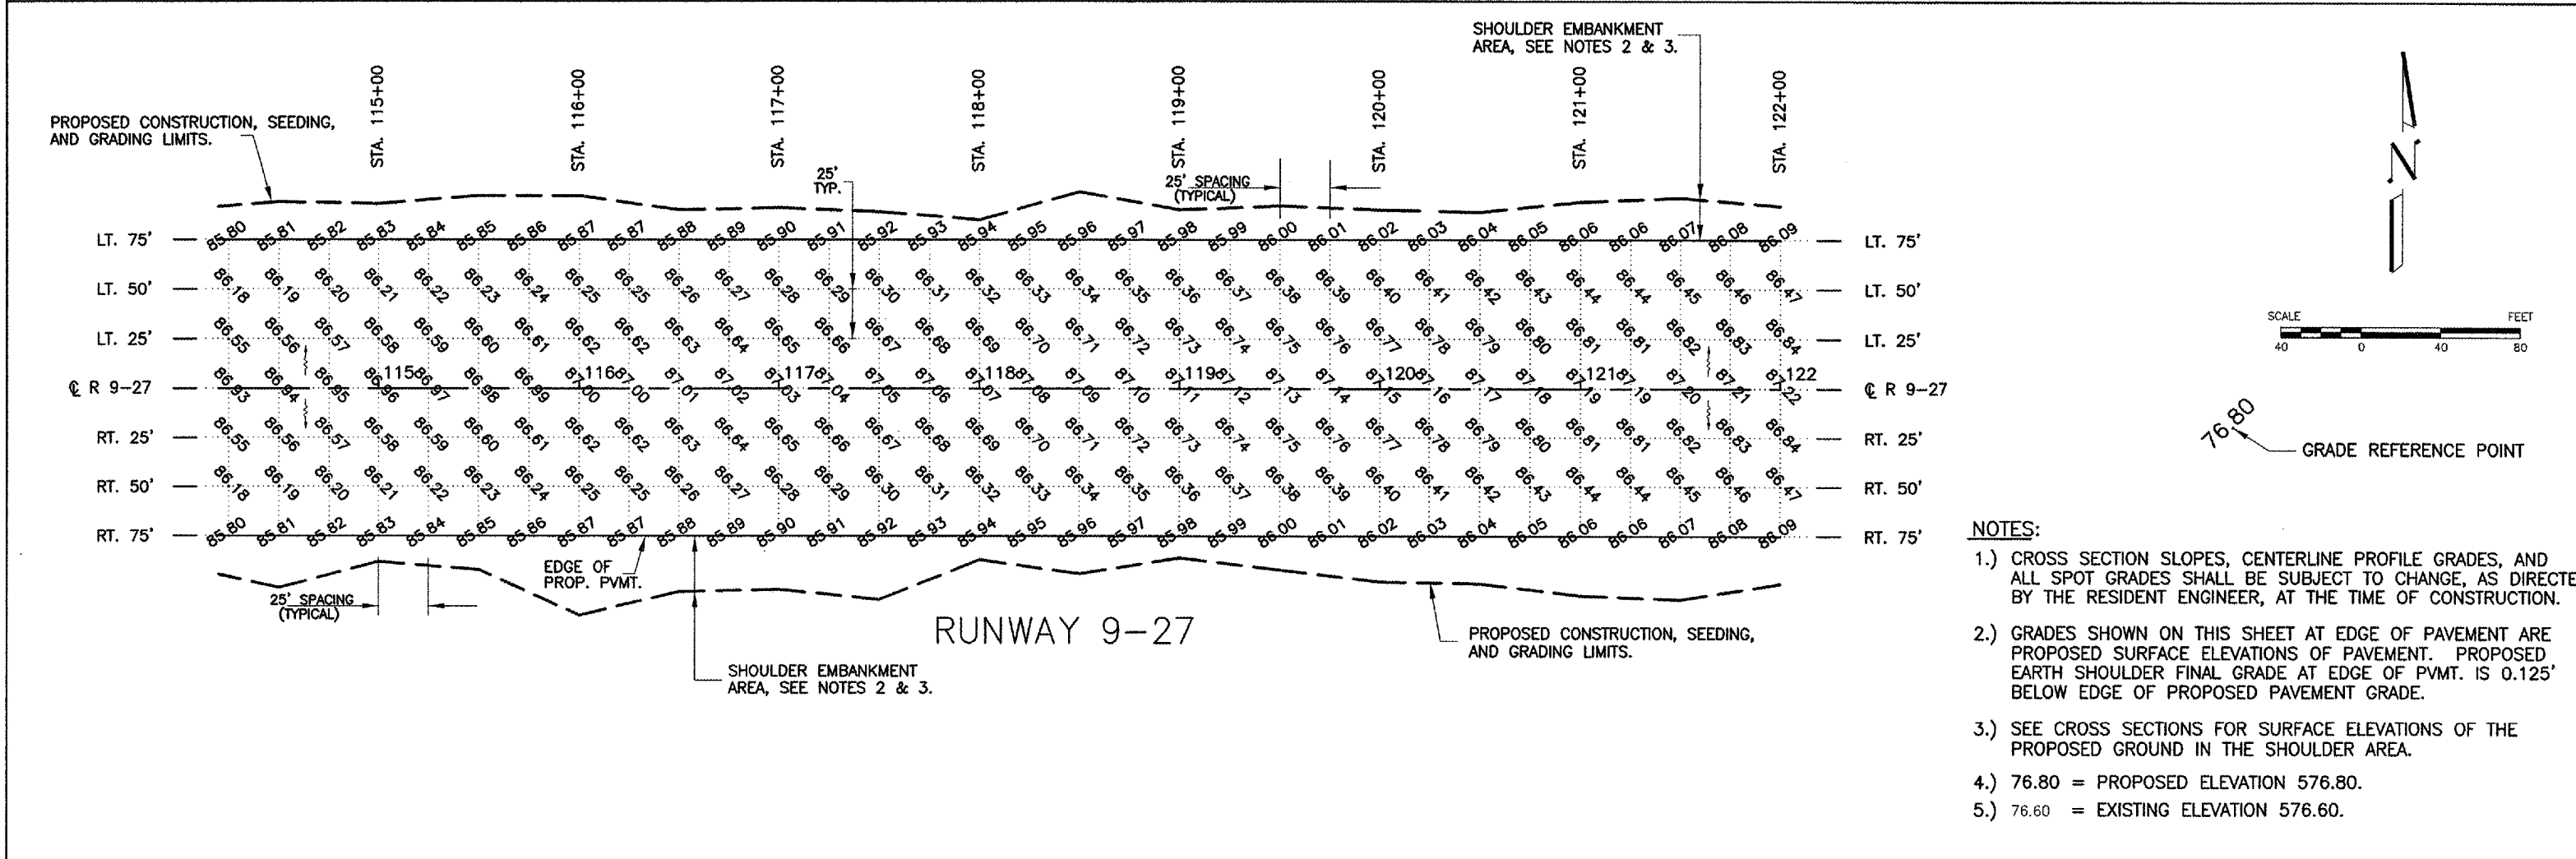 SHOULDER EMBANKMENT
AREA, SEE NOTES 2 & 3.
PROPOSED CONSTRUCTION, SEEDING,
AND GRADING LIMITS.
STA. 115+00
STA. 116+00
STA. 117+00
STA. 118+00
STA. 119+00
STA. 120+00
STA. 121+00
STA. 122+00
25'
TYP.
25' SPACING
(TYPICAL)
LT. 75' 85.80 85.81 85.82 85.83 85.84 85.85 85.86 85.87 85.87 85.88 85.89 85.90 85.91 85.92 85.93 85.94 85.95 85.96 85.97 85.98 85.99 86.00 86.01 86.02 86.03 86.04 86.05 86.06 86.06 86.07 86.08 86.09 LT. 75'
LT. 50' 86.18 86.19 86.20 86.21 86.22 86.23 86.24 86.25 86.25 86.26 86.27 86.28 86.29 86.30 86.31 86.32 86.33 86.34 86.35 86.36 86.37 86.38 86.39 86.40 86.41 86.42 86.43 86.44 86.44 86.45 86.46 86.47 LT. 50'
LT. 25' 86.55 86.56 86.57 86.58 86.59 86.60 86.61 86.62 86.62 86.63 86.64 86.65 86.66 86.67 86.68 86.69 86.70 86.71 86.72 86.73 86.74 86.75 86.76 86.77 86.78 86.79 86.80 86.81 86.81 86.82 86.83 86.84 LT. 25'
115 116 117 118 119 120 121 122
℄ R 9-27 86.93 86.94 86.95 86.96 86.97 86.98 86.99 87.00 87.00 87.01 87.02 87.03 87.04 87.05 87.06 87.07 87.08 87.09 87.10 87.11 87.12 87.13 87.14 87.15 87.16 87.17 87.18 87.19 87.19 87.20 87.21 87.22 ℄ R 9-27
RT. 25' 86.55 86.56 86.57 86.58 86.59 86.60 86.61 86.62 86.62 86.63 86.64 86.65 86.66 86.67 86.68 86.69 86.70 86.71 86.72 86.73 86.74 86.75 86.76 86.77 86.78 86.79 86.80 86.81 86.81 86.82 86.83 86.84 RT. 25'
RT. 50' 86.18 86.19 86.20 86.21 86.22 86.23 86.24 86.25 86.25 86.26 86.27 86.28 86.29 86.30 86.31 86.32 86.33 86.34 86.35 86.36 86.37 86.38 86.39 86.40 86.41 86.42 86.43 86.44 86.44 86.45 86.46 86.47 RT. 50'
RT. 75' 85.80 85.81 85.82 85.83 85.84 85.85 85.86 85.87 85.87 85.88 85.89 85.90 85.91 85.92 85.93 85.94 85.95 85.96 85.97 85.98 85.99 86.00 86.01 86.02 86.03 86.04 86.05 86.06 86.06 86.07 86.08 86.09 RT. 75'
EDGE OF
PROP. PVMT.
25' SPACING
(TYPICAL)
RUNWAY 9-27
SHOULDER EMBANKMENT
AREA, SEE NOTES 2 & 3.
PROPOSED CONSTRUCTION, SEEDING,
AND GRADING LIMITS.
N
SCALE FEET
40 0 40 80
76.80
GRADE REFERENCE POINT
NOTES:
1.) CROSS SECTION SLOPES, CENTERLINE PROFILE GRADES, AND
ALL SPOT GRADES SHALL BE SUBJECT TO CHANGE, AS DIRECTE
BY THE RESIDENT ENGINEER, AT THE TIME OF CONSTRUCTION.
2.) GRADES SHOWN ON THIS SHEET AT EDGE OF PAVEMENT ARE
PROPOSED SURFACE ELEVATIONS OF PAVEMENT. PROPOSED
EARTH SHOULDER FINAL GRADE AT EDGE OF PVMT. IS 0.125'
BELOW EDGE OF PROPOSED PAVEMENT GRADE.
3.) SEE CROSS SECTIONS FOR SURFACE ELEVATIONS OF THE
PROPOSED GROUND IN THE SHOULDER AREA.
4.) 76.80 = PROPOSED ELEVATION 576.80.
5.) 76.60 = EXISTING ELEVATION 576.60.